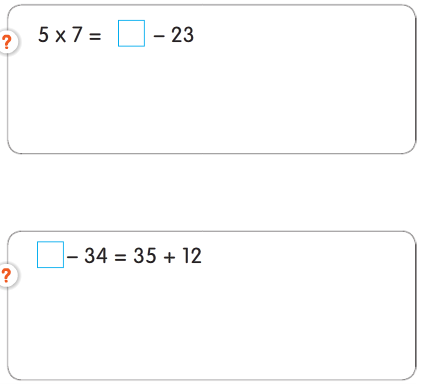 ?
5 x 7 = □ – 23
?
□ – 34 = 35 + 12